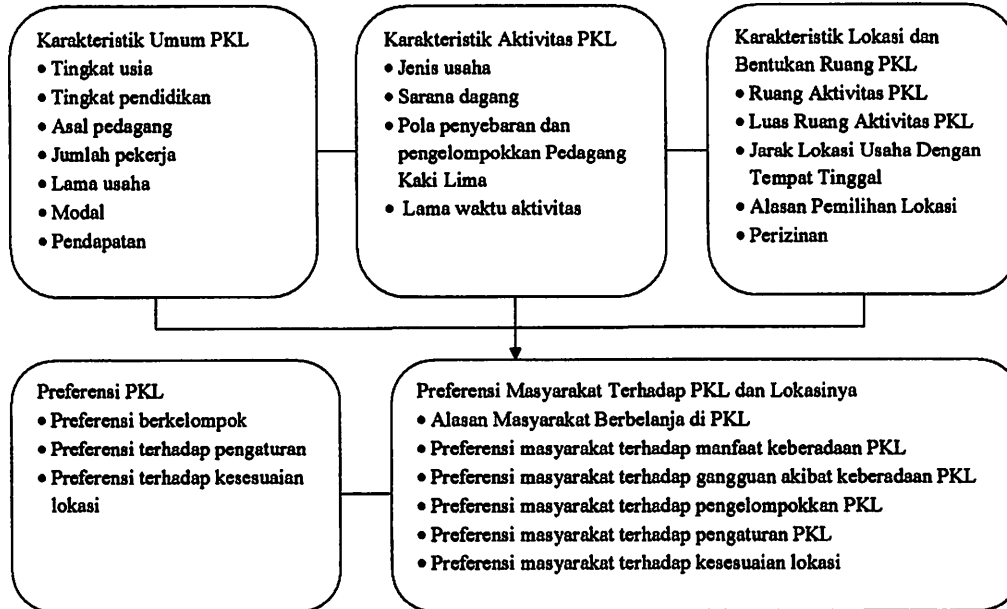 Karakteristik Umum PKL
• Tingkat usia
• Tingkat pendidikan
• Asal pedagang
• Jumlah pekerja
• Lama usaha
• Modal
• Pendapatan
Karakteristik Aktivitas PKL
• Jenis usaha
• Sarana dagang
• Pola penyebaran dan
pengelompokkan Pedagang
Kaki Lima
• Lama waktu aktivitas
Karakteristik Lokasi dan
Bentukan Ruang PKL
• Ruang Aktivitas PKL
• Luas Ruang Aktivitas PKL
• Jarak Lokasi Usaha Dengan
Tempat Tinggal
• Alasan Pemilihan Lokasi
• Perizinan
Preferensi PKL
• Preferensi berkelompok
• Preferensi terhadap pengaturan
• Preferensi terhadap kesesuaian
lokasi
Preferensi Masyarakat Terhadap PKL dan Lokasinya
• Alasan Masyarakat Berbelanja di PKL
• Preferensi masyarakat terhadap manfaat keberadaan PKL
• Preferensi masyarakat terhadap gangguan akibat keberadaan PKL
• Preferensi masyarakat terhadap pengelompokkan PKL
• Preferensi masyarakat terhadap pengaturan PKL
• Preferensi masyarakat terhadap kesesuaian lokasi